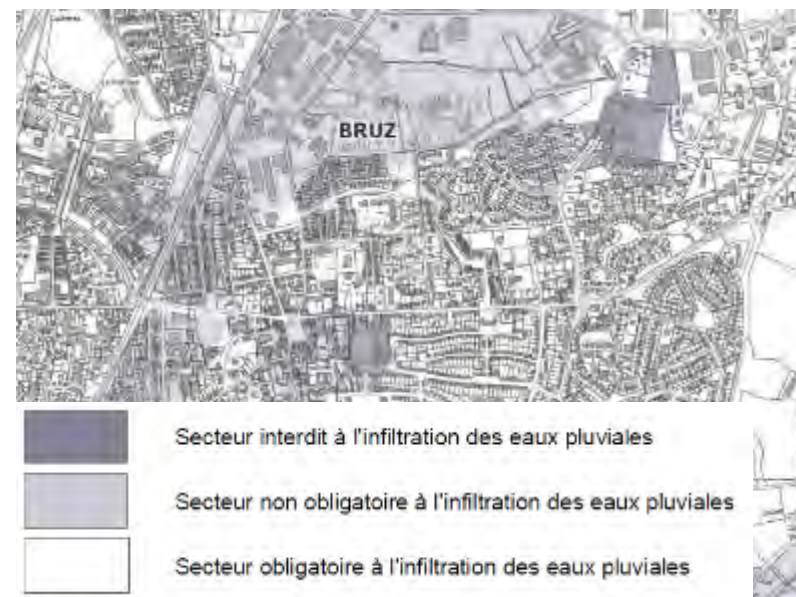 BRUZ
Secteur interdit à l'infiltration des eaux pluviales
Secteur non obligatoire à l'infiltration des eaux pluviales
Secteur obligatoire à l'infiltration des eaux pluviales